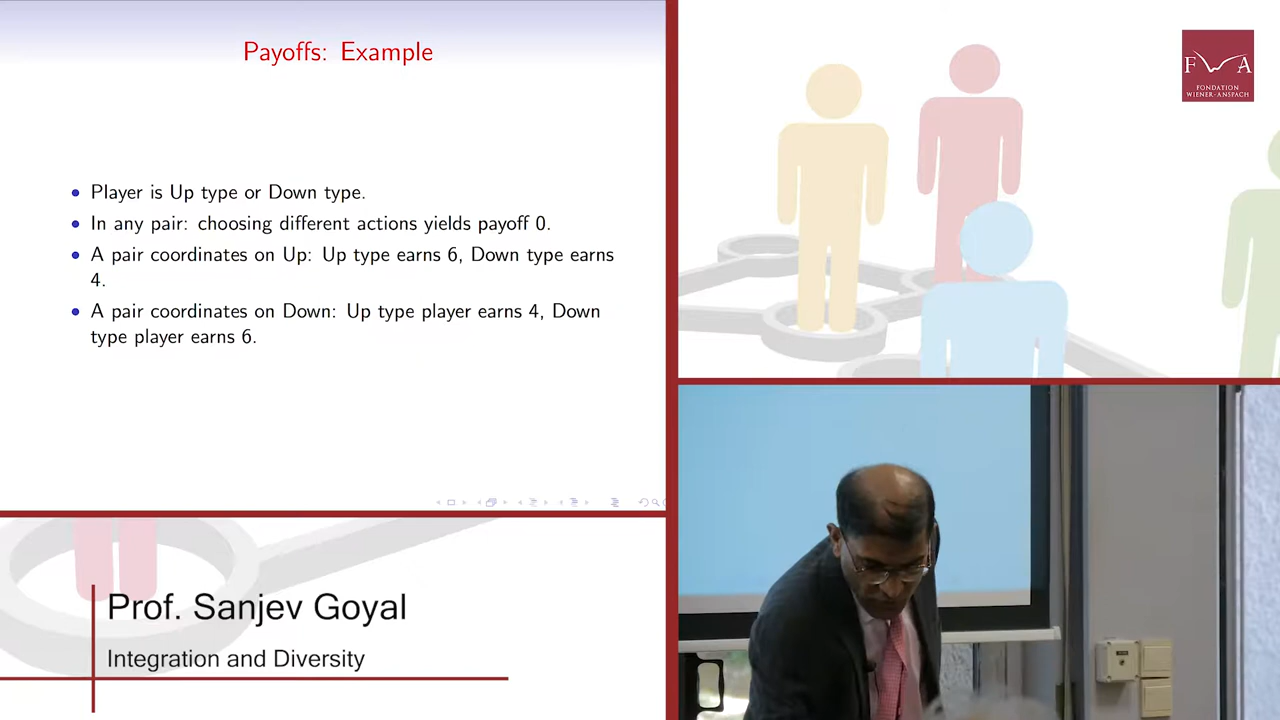 Payoffs: Example
• Player is Up type or Down type.
• In any pair: choosing different actions yields payoff 0.
• A pair coordinates on Up: Up type earns 6, Down type earns
4.
• A pair coordinates on Down: Up type player earns 4, Down
type player earns 6.
F W A
FONDATION
WIENER-ANSPACH
Prof. Sanjev Goyal
Integration and Diversity